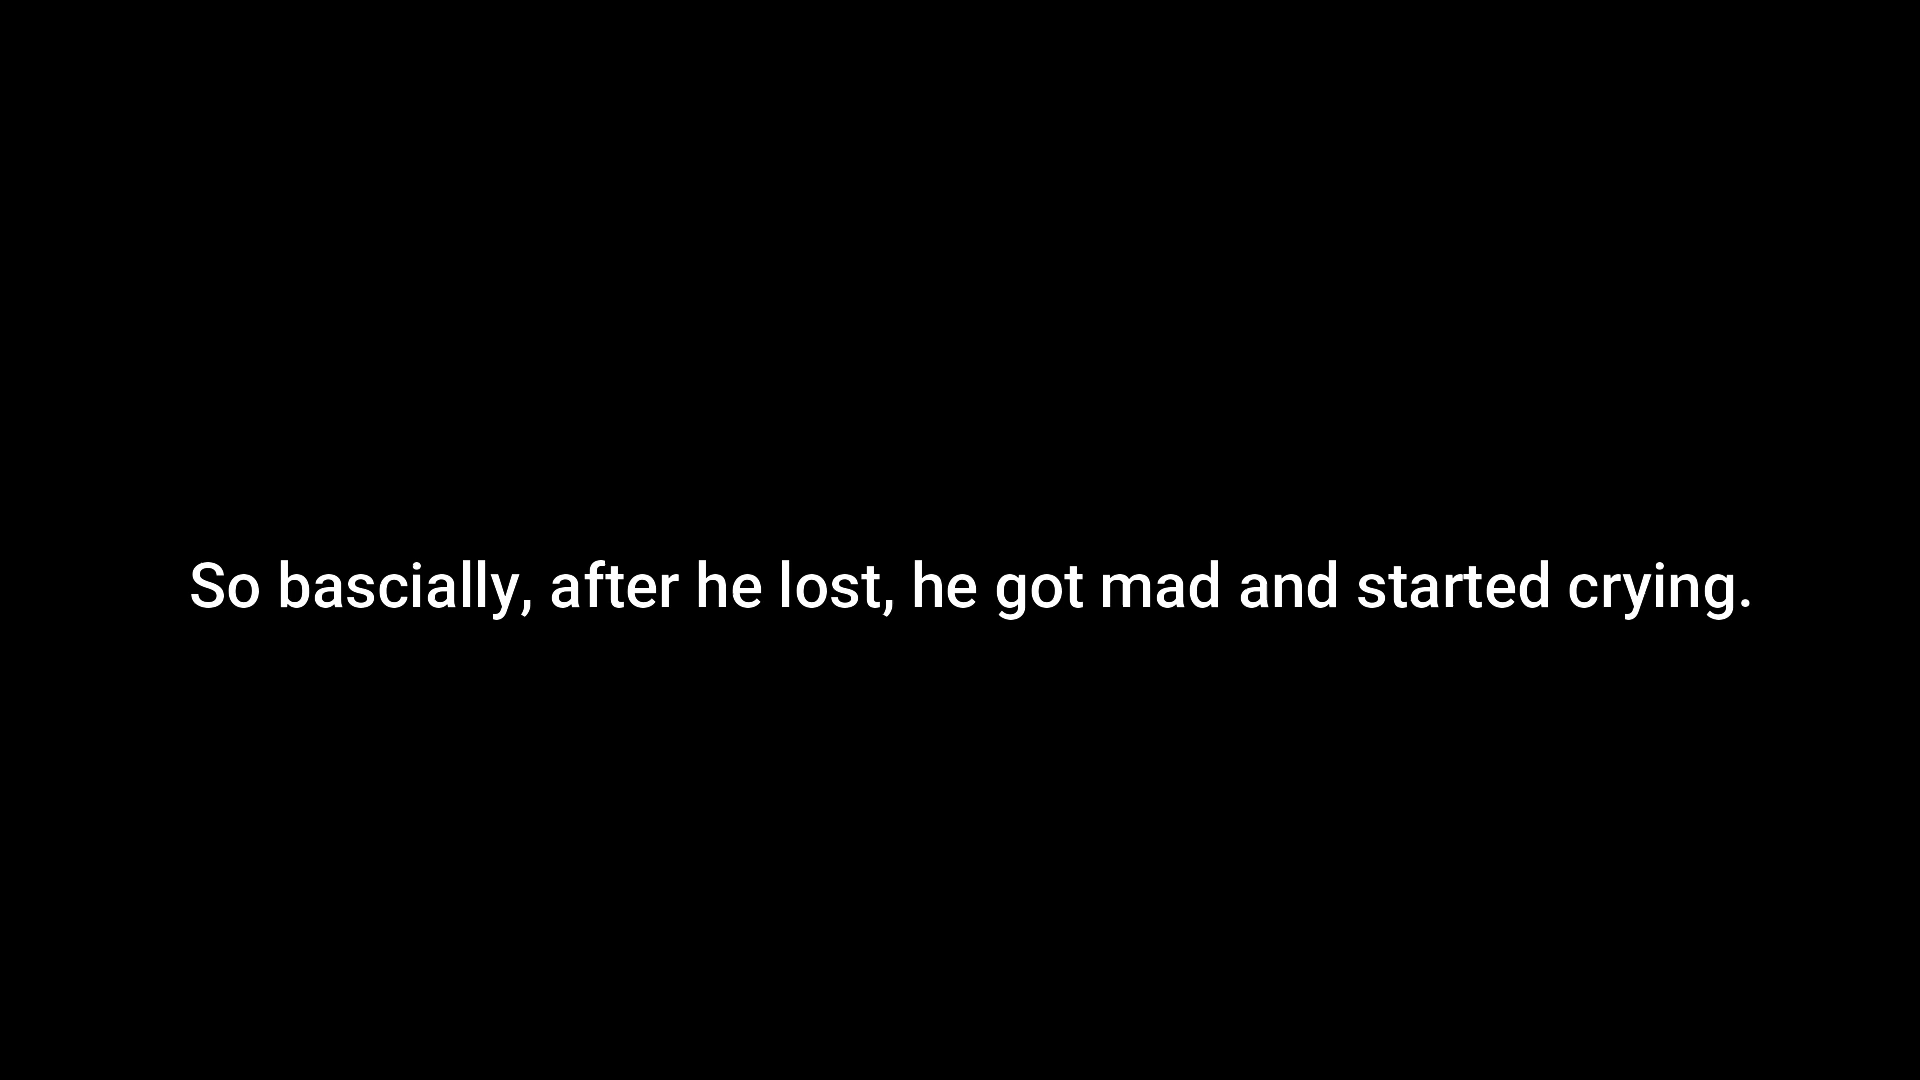 So bascially, after he lost, he got mad and started crying.